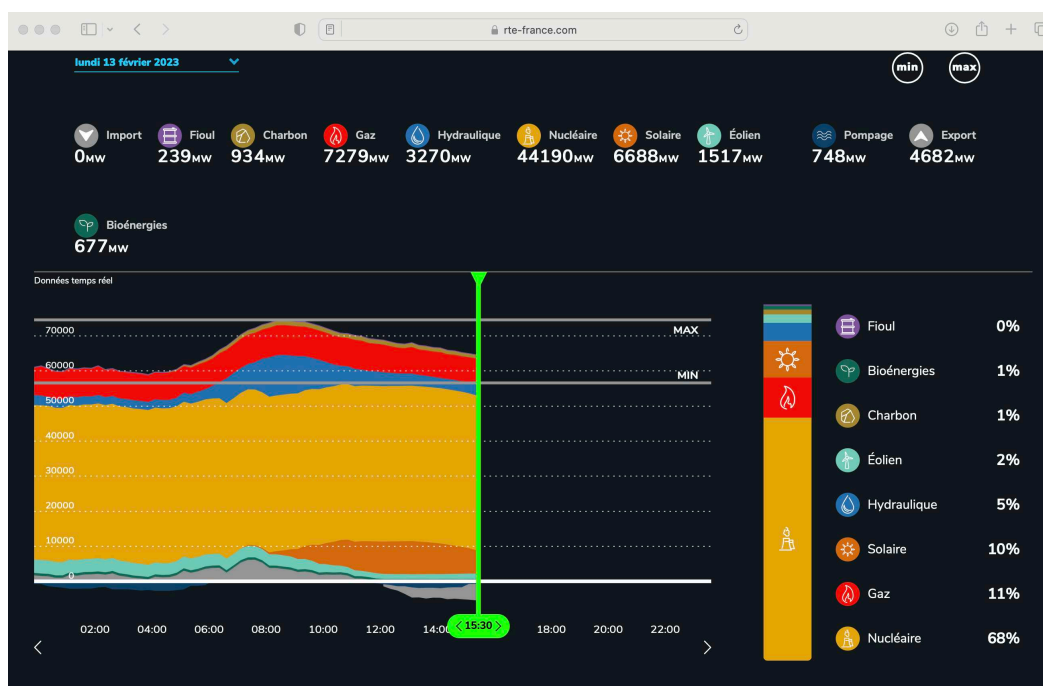 rte-france.com
lundi 13 février 2023
min
max
Import
Fioul
Charbon
Gaz
Hydraulique
Nucléaire
Solaire
Éolien
Pompage
Export
0MW
239MW
934MW
7279MW
3270MW
44190MW
6688MW
1517MW
748MW
4682MW
Bioénergies
677MW
Données temps réel
70000
MAX
60000
MIN
50000
40000
30000
20000
10000
0
02:00
04:00
06:00
08:00
10:00
12:00
14:0
15:30
18:00
20:00
22:00
Fioul 0%
Bioénergies 1%
Charbon 1%
Éolien 2%
Hydraulique 5%
Solaire 10%
Gaz 11%
Nucléaire 68%